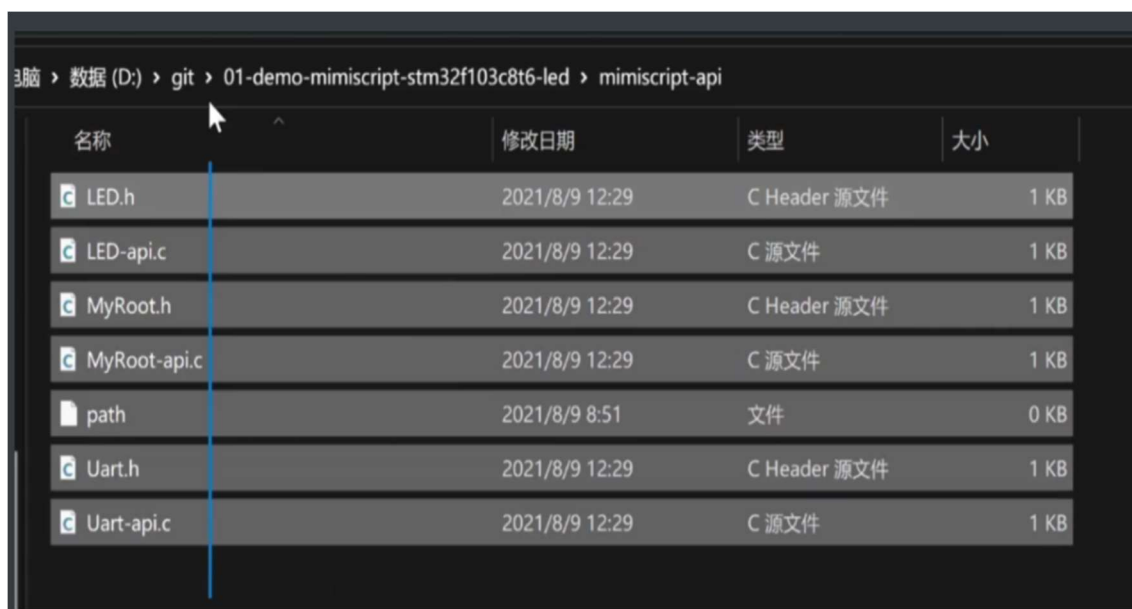 电脑 > 数据 (D:) > git > 01-demo-mimiscript-stm32f103c8t6-led > mimiscript-api
名称 修改日期 类型 大小
LED.h 2021/8/9 12:29 C Header 源文件 1 KB
LED-api.c 2021/8/9 12:29 C 源文件 1 KB
MyRoot.h 2021/8/9 12:29 C Header 源文件 1 KB
MyRoot-api.c 2021/8/9 12:29 C 源文件 1 KB
path 2021/8/9 8:51 文件 0 KB
Uart.h 2021/8/9 12:29 C Header 源文件 1 KB
Uart-api.c 2021/8/9 12:29 C 源文件 1 KB